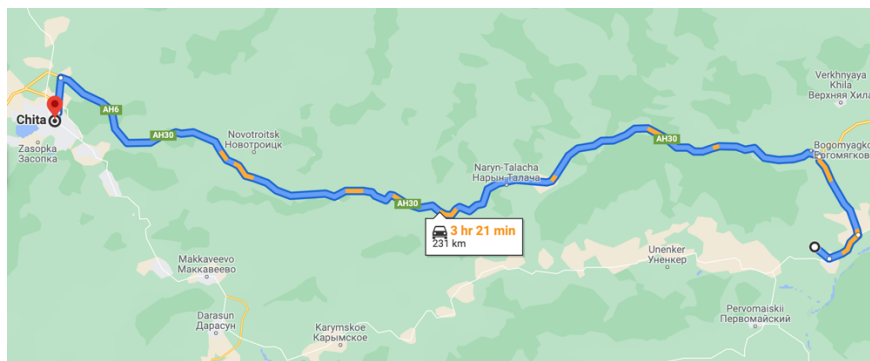 Verkhnyaya
Khila
Верхняя Хила
AH6
Chita
AH30
Novotroitsk
Новотроицк
AH30
Zasopka
Засопка
Bogomyagko
Богомягков
Naryn-Talacha
Нарын-Талача
AH30
3 hr 21 min
231 km
Unenker
Уненкер
Makkaveevo
Маккавеево
Pervomaiskii
Первомайский
Darasun
Дарасун
Karymskoe
Карымское